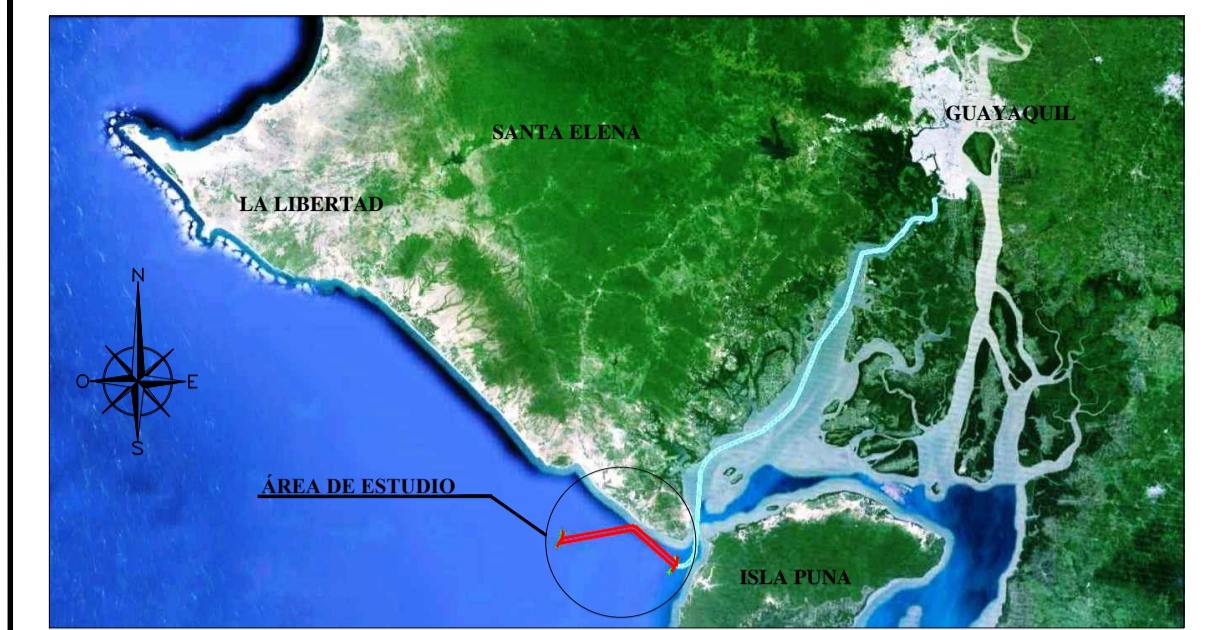 GUAYAQUIL
SANTA ELENA
LA LIBERTAD
N
O
E
S
ÁREA DE ESTUDIO
ISLA PUNA